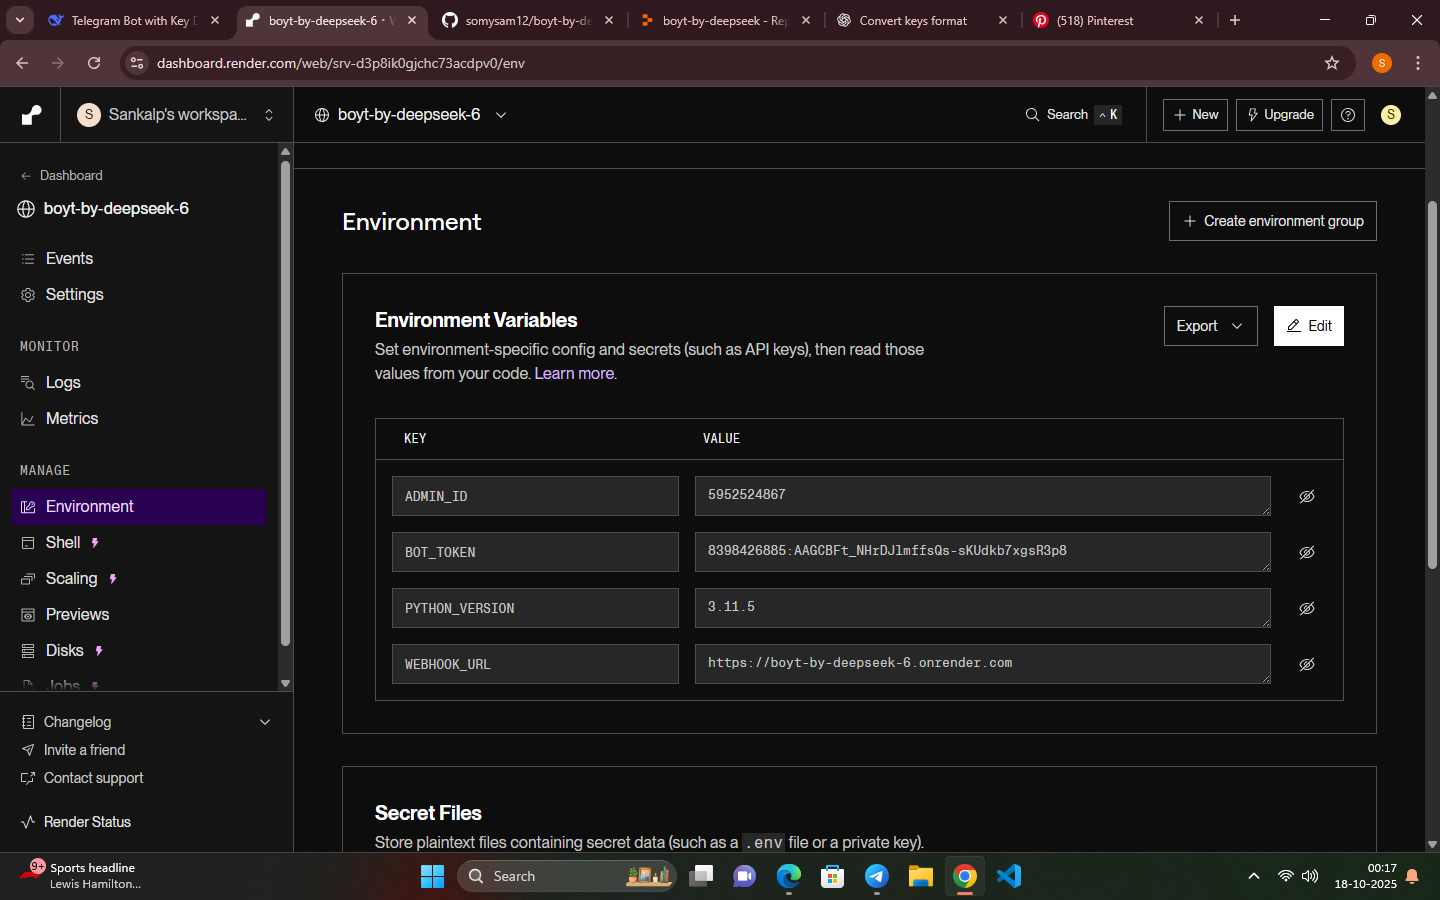 Telegram Bot with Key D
boyt-by-deepseek-6 · W
somysam12/boyt-by-de
boyt-by-deepseek - Rep
Convert keys format
(518) Pinterest
dashboard.render.com/web/srv-d3p8ik0gjchc73acdpv0/env
S
S Sankalp's workspa...
boyt-by-deepseek-6
Search ^ K
+ New
Upgrade
S
← Dashboard
boyt-by-deepseek-6
Events
Settings
MONITOR
Logs
Metrics
MANAGE
Environment
Shell
Scaling
Previews
Disks
Jobs
Changelog
Invite a friend
Contact support
Render Status
Environment
+ Create environment group
Environment Variables
Set environment-specific config and secrets (such as API keys), then read those
values from your code. Learn more.
Export
Edit
KEY VALUE
ADMIN_ID 5952524867
BOT_TOKEN 8398426885:AAGCBFt_NHrDJlmffsQs-sKUdkb7xgsR3p8
PYTHON_VERSION 3.11.5
WEBHOOK_URL https://boyt-by-deepseek-6.onrender.com
Secret Files
Store plaintext files containing secret data (such as a .env file or a private key).
9+
Sports headline
Lewis Hamilton...
Search
00:17
18-10-2025